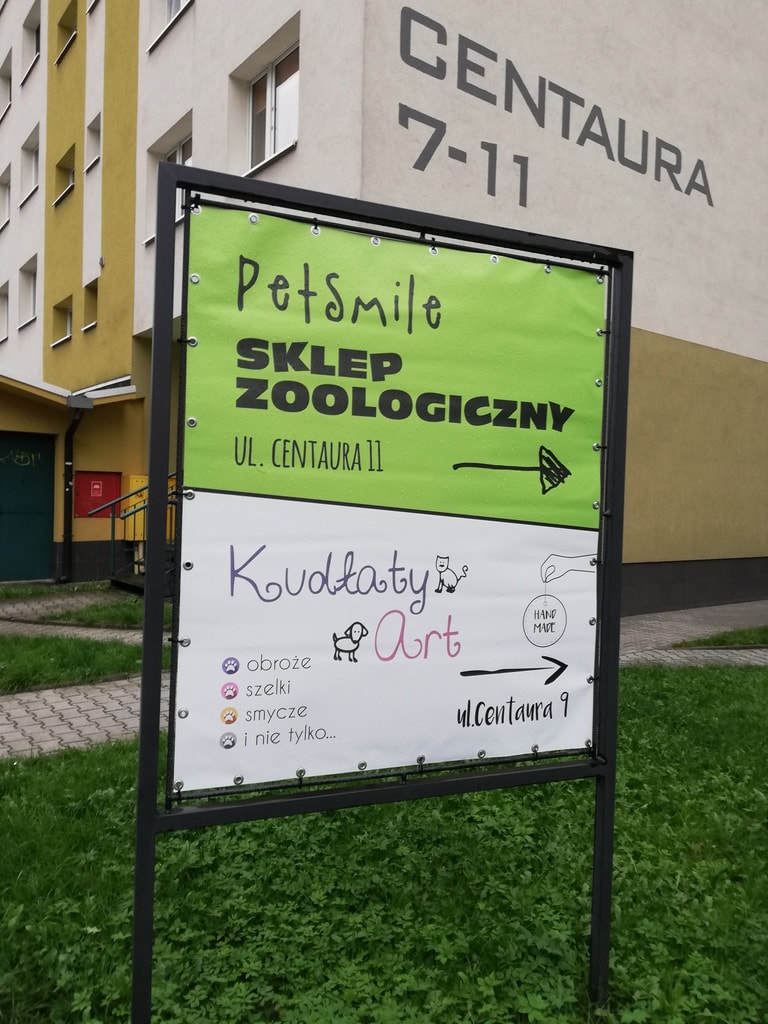 CENTAURA
7-11
PetSmile
SKLEP
ZOOLOGICZNY
UL. CENTAURA 11
Kudłaty
Art
HAND
MADE
obroże
szelki
smycze
i nie tylko...
ul.Centaura 9